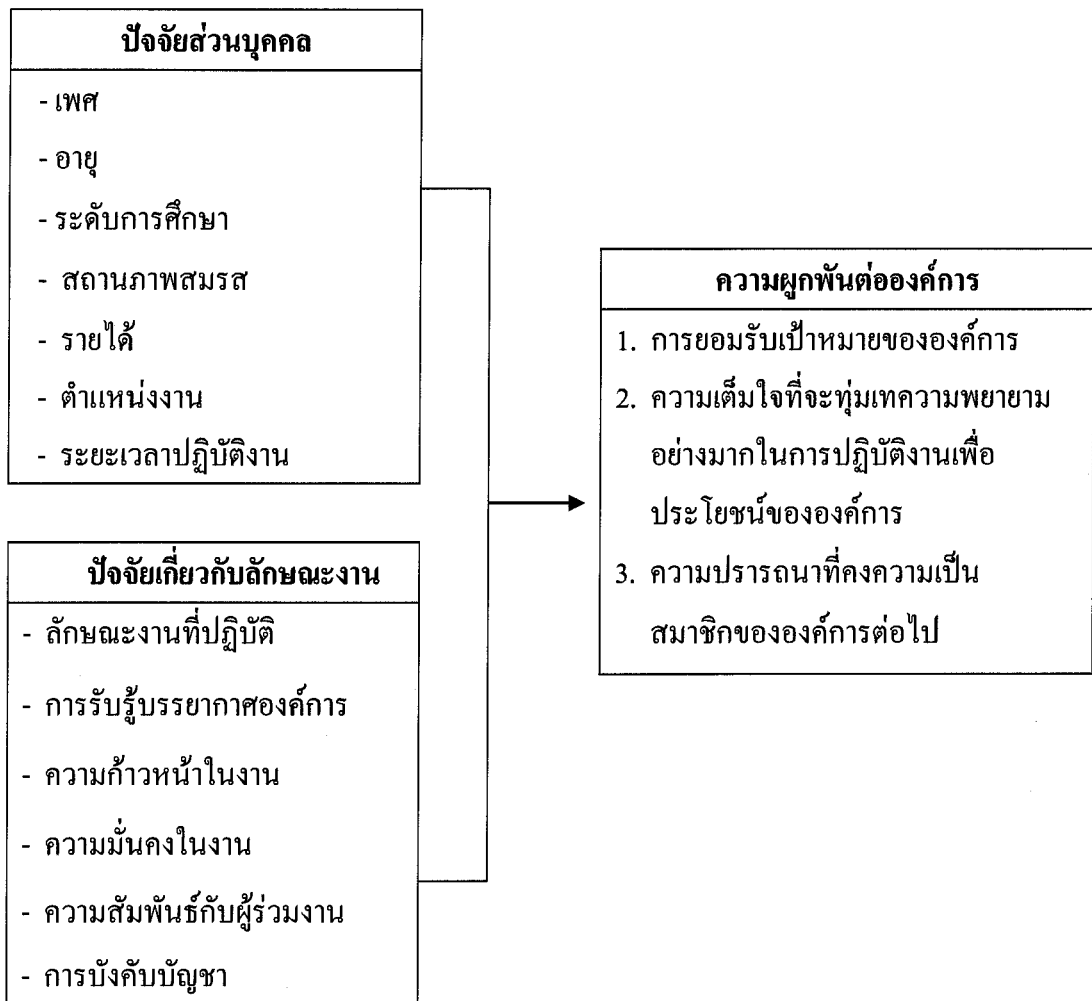 ปัจจัยส่วนบุคคล
- เพศ
- อายุ
- ระดับการศึกษา
- สถานภาพสมรส
- รายได้
- ตำแหน่งงาน
- ระยะเวลาปฏิบัติงาน
ปัจจัยเกี่ยวกับลักษณะงาน
- ลักษณะงานที่ปฏิบัติ
- การรับรู้บรรยากาศองค์การ
- ความก้าวหน้าในงาน
- ความมั่นคงในงาน
- ความสัมพันธ์กับผู้ร่วมงาน
- การบังคับบัญชา
ความผูกพันต่อองค์การ
1. การยอมรับเป้าหมายขององค์การ
2. ความเต็มใจที่จะทุ่มเทความพยายาม
อย่างมากในการปฏิบัติงานเพื่อ
ประโยชน์ขององค์การ
3. ความปรารถนาที่คงความเป็น
สมาชิกขององค์การต่อไป